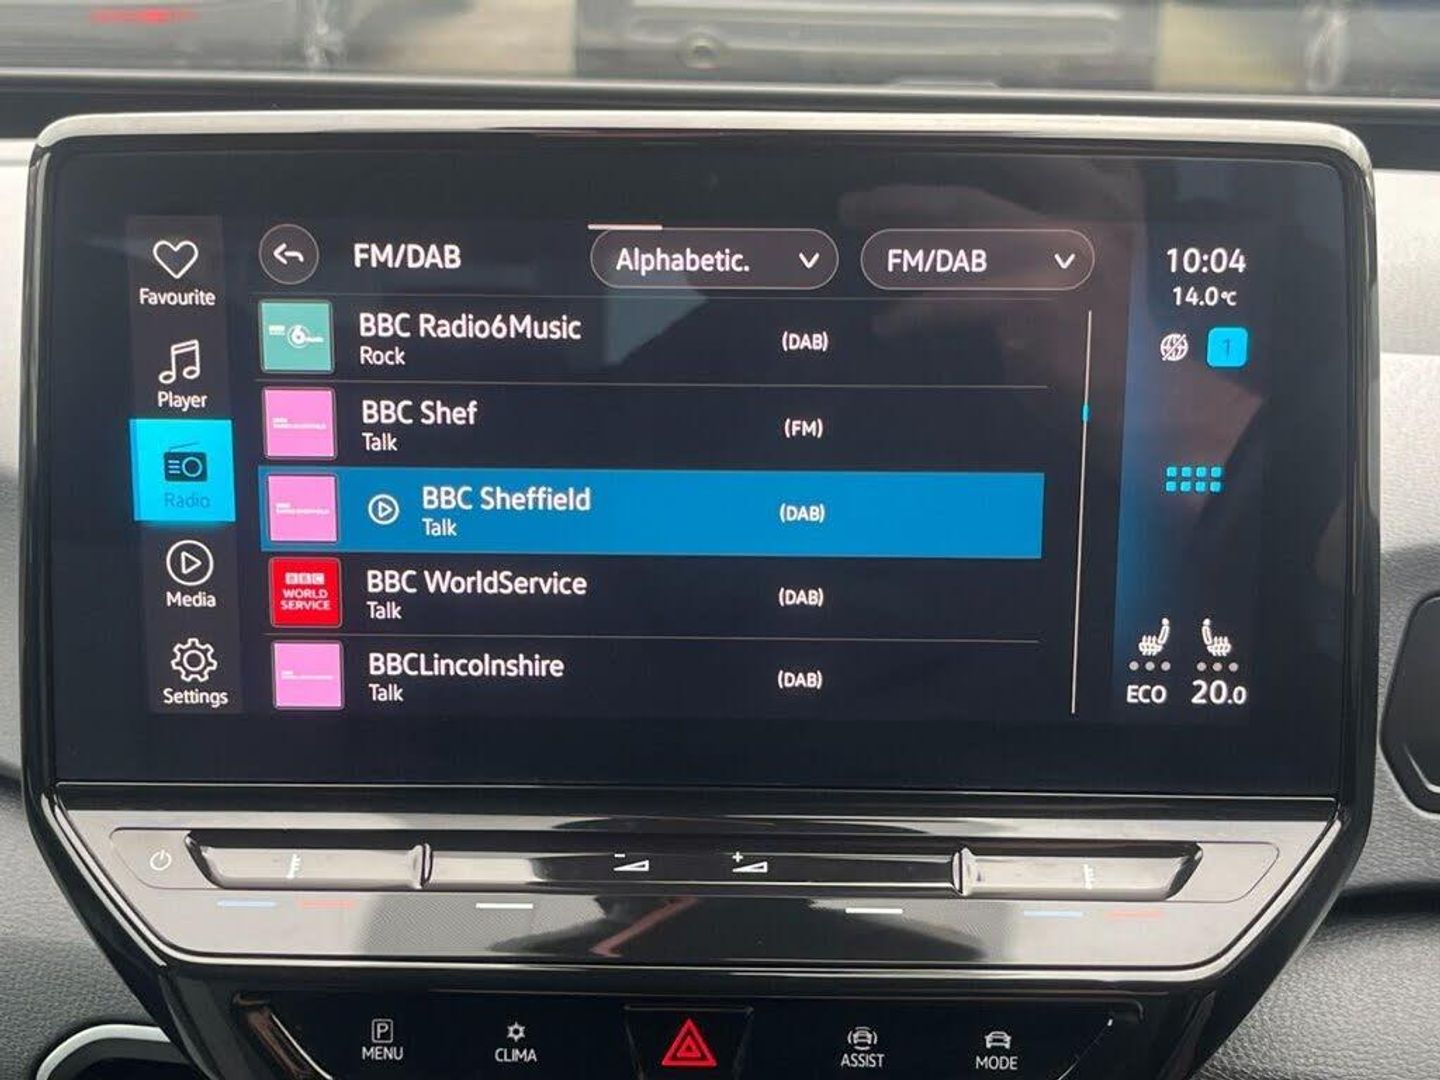 Favourite
Player
Radio
Media
Settings
FM/DAB
Alphabetic.
FM/DAB
6
BBC Radio6Music
Rock
(DAB)
BBC Shef
Talk
(FM)
BBC Sheffield
Talk
(DAB)
BBC
WORLD
SERVICE
BBC WorldService
Talk
(DAB)
BBCLincolnshire
Talk
(DAB)
10:04
14.0°C
1
ECO
20.0
P
MENU
CLIMA
ASSIST
MODE